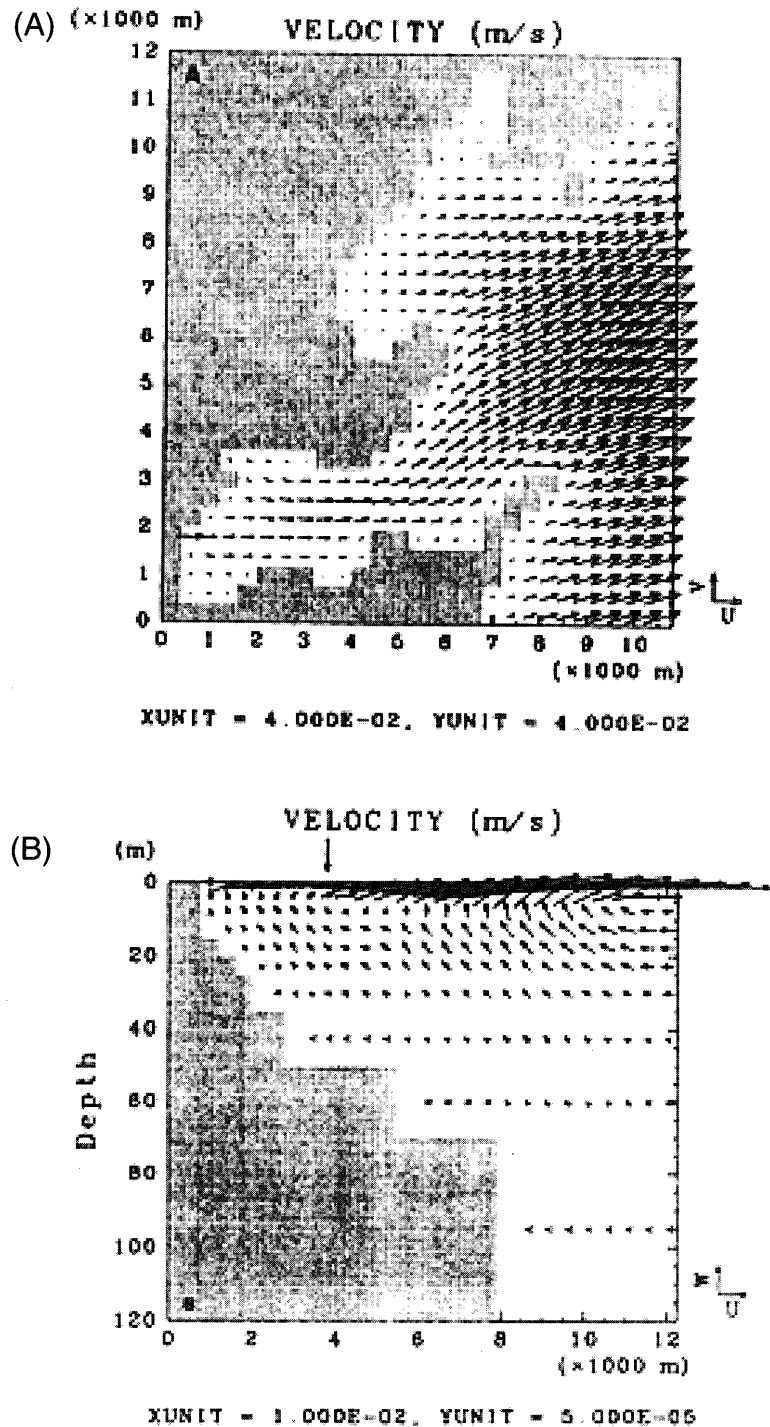 (A) (×1000 m) VELOCITY (m/s)
12
11
10
9
8
7
6
5
4
3
2
1
0
A
V
U
0 1 2 3 4 5 6 7 8 9 10
(×1000 m)
XUNIT = 4.000E-02, YUNIT = 4.000E-02
(B) (m) VELOCITY (m/s)
0
20
40
60
80
100
120
Depth
W
U
0 2 4 6 8 10 12
(×1000 m)
XUNIT = 1.000E-02, YUNIT = 5.000E-05